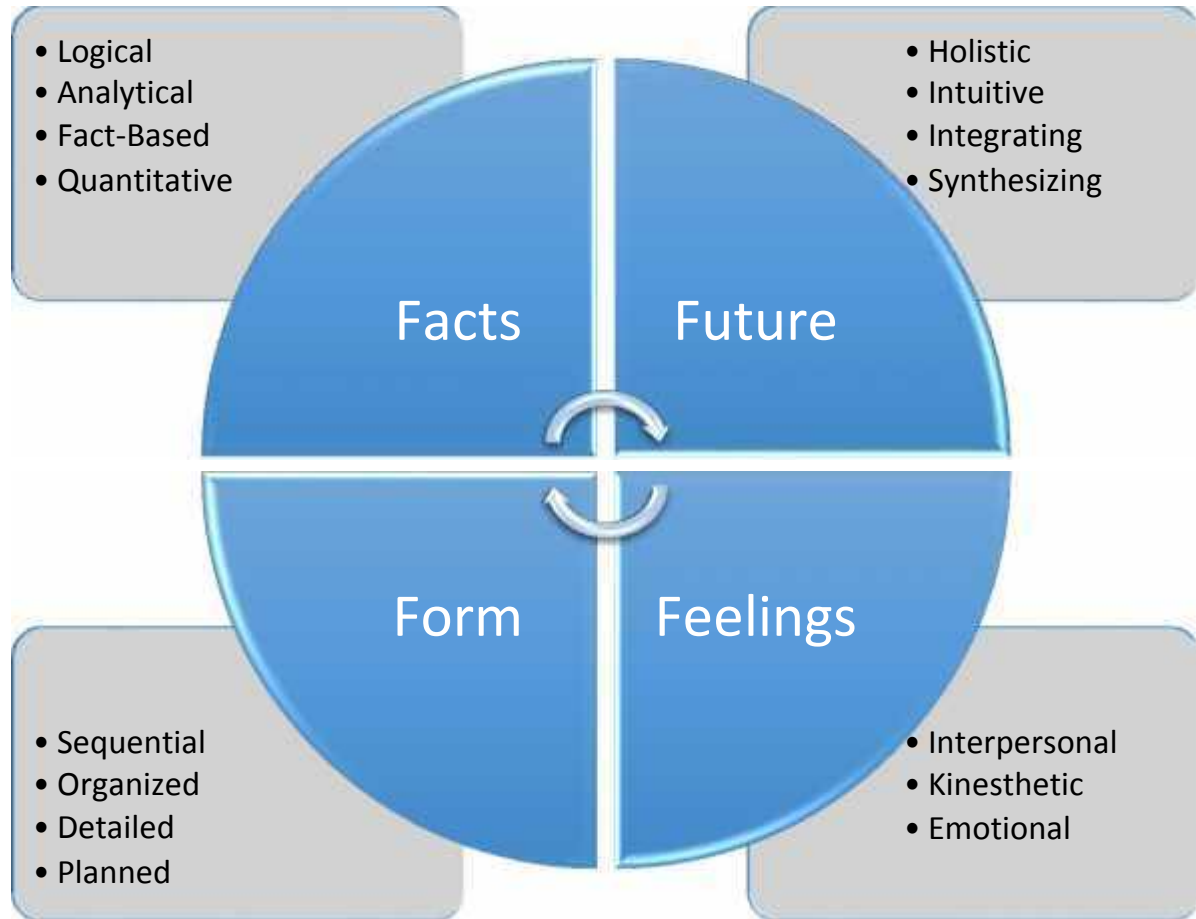 • Logical
• Analytical
• Fact-Based
• Quantitative
• Holistic
• Intuitive
• Integrating
• Synthesizing
Facts
Future
Form
Feelings
• Sequential
• Organized
• Detailed
• Planned
• Interpersonal
• Kinesthetic
• Emotional